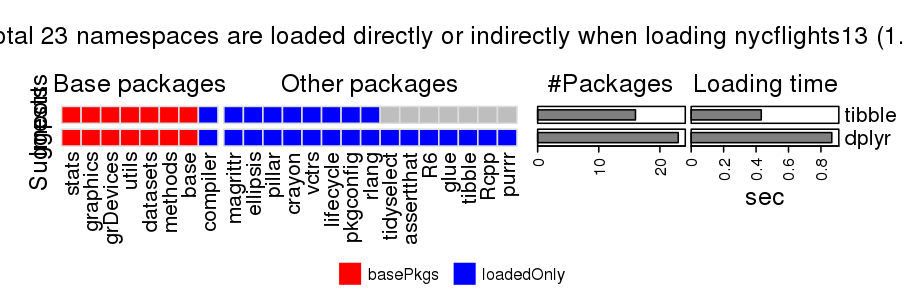 otal 23 namespaces are loaded directly or indirectly when loading nycflights13 (1.
Base packages
Other packages
#Packages
Loading time
tibble
dplyr
Suggests
stats
graphics
grDevices
utils
datasets
methods
base
compiler
magrittr
ellipsis
pillar
crayon
vctrs
lifecycle
pkgconfig
rlang
tidyselect
assertthat
R6
glue
tibble
Rcpp
purrr
0
10
20
0
0.2
0.4
0.6
0.8
sec
basePkgs
loadedOnly